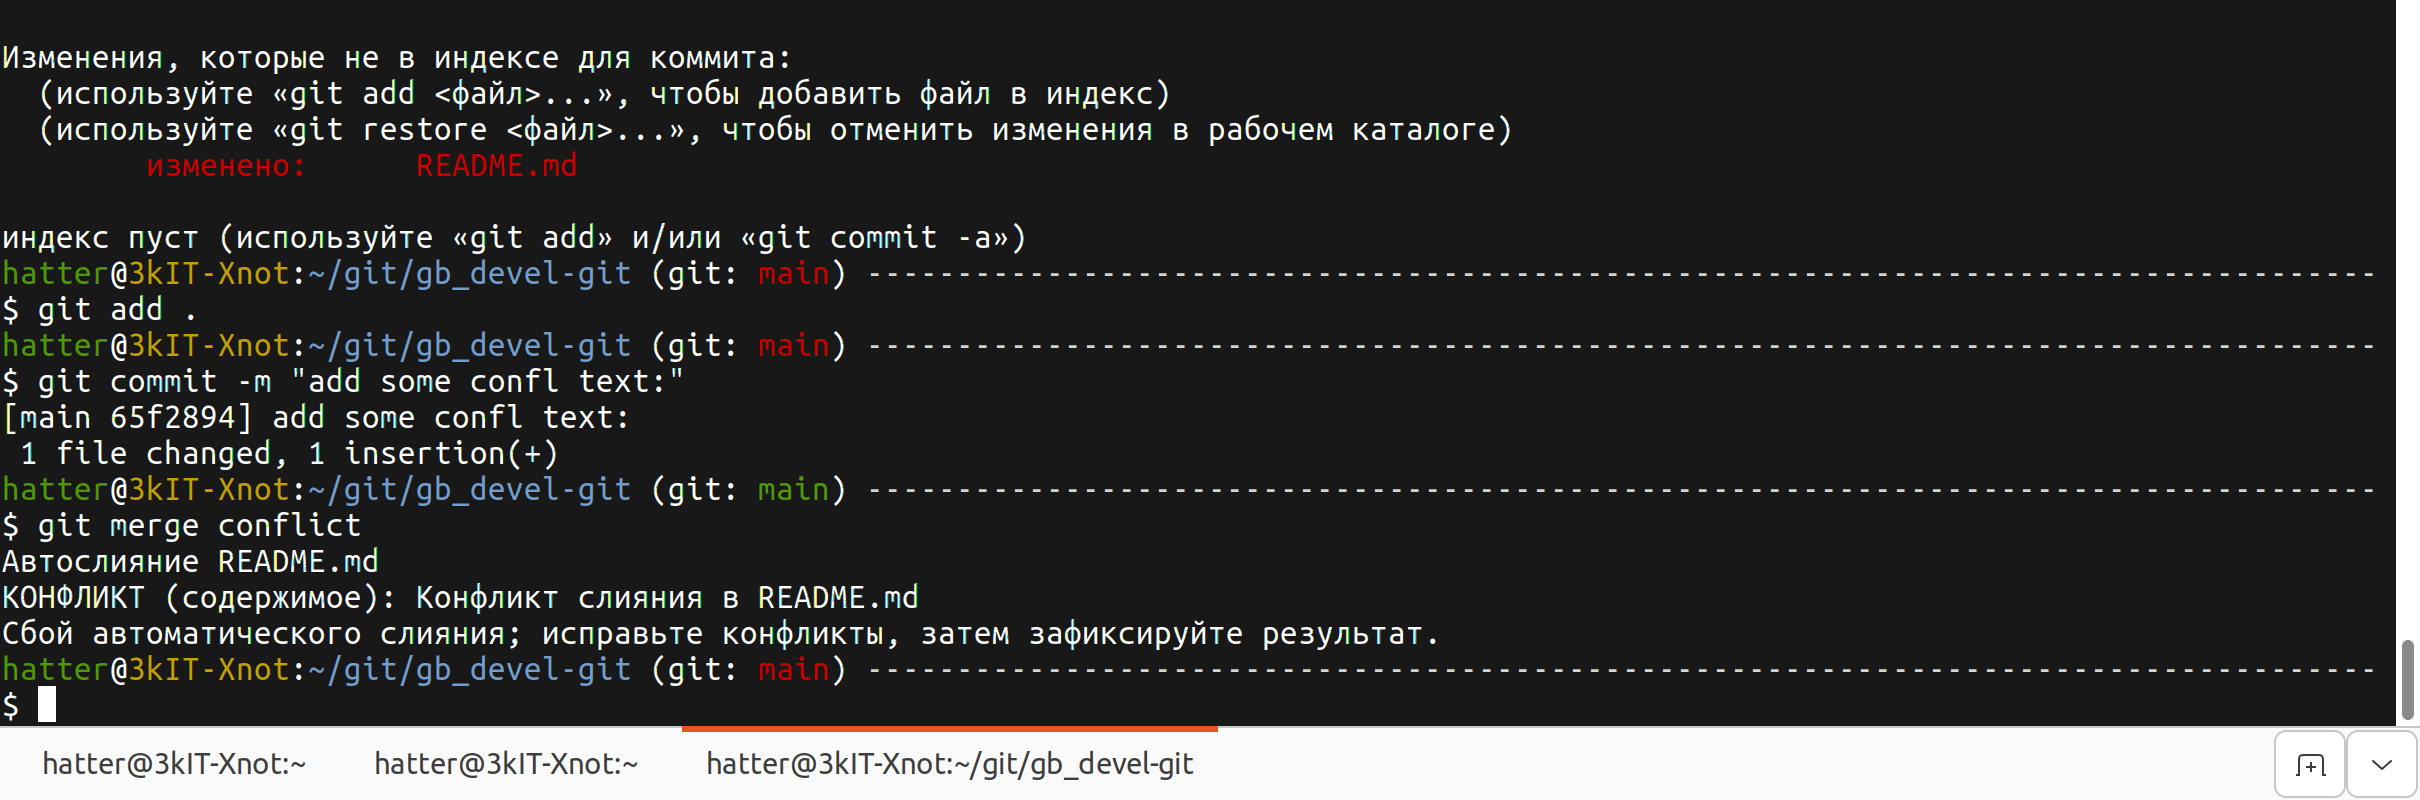 Изменения, которые не в индексе для коммита:
  (используйте «git add <файл>...», чтобы добавить файл в индекс)
  (используйте «git restore <файл>...», чтобы отменить изменения в рабочем каталоге)
        изменено:      README.md
индекс пуст (используйте «git add» и/или «git commit -a»)
hatter@3kIT-Xnot:~/git/gb_devel-git (git: main) ------------------------------------------------------------------------------------
$ git add .
hatter@3kIT-Xnot:~/git/gb_devel-git (git: main) ------------------------------------------------------------------------------------
$ git commit -m "add some confl text:"
[main 65f2894] add some confl text:
 1 file changed, 1 insertion(+)
hatter@3kIT-Xnot:~/git/gb_devel-git (git: main) ------------------------------------------------------------------------------------
$ git merge conflict
Автослияние README.md
КОНФЛИКТ (содержимое): Конфликт слияния в README.md
Сбой автоматического слияния; исправьте конфликты, затем зафиксируйте результат.
hatter@3kIT-Xnot:~/git/gb_devel-git (git: main) ------------------------------------------------------------------------------------
$
hatter@3kIT-Xnot:~ hatter@3kIT-Xnot:~ hatter@3kIT-Xnot:~/git/gb_devel-git